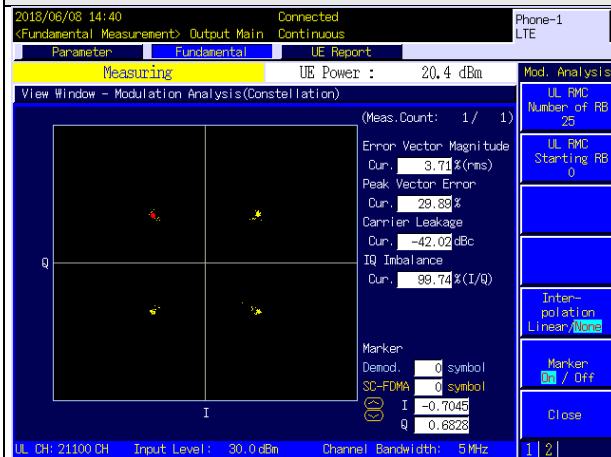 2018/06/08 14:40 Connected Phone-1
<Fundamental Measurement> Output Main Continuous LTE
Parameter Fundamental UE Report
Measuring UE Power : 20.4 dBm Mod. Analysis
View Window - Modulation Analysis(Constellation)
(Meas.Count: 1/ 1)
Error Vector Magnitude
Cur. 3.71 %(rms)
Peak Vector Error
Cur. 29.89 %
Carrier Leakage
Cur. -42.02 dBc
IQ Imbalance
Cur. 99.74 %(I/Q)
Q
I
Marker
Demod. 0 symbol
SC-FDMA 0 symbol
I -0.7045
Q 0.6828
UL RMC
Number of RB
25
UL RMC
Starting RB
0
Inter-
polation
Linear/None
Marker
On / Off
Close
1 2
UL CH: 21100 CH Input Level: 30.0 dBm Channel Bandwidth: 5 MHz